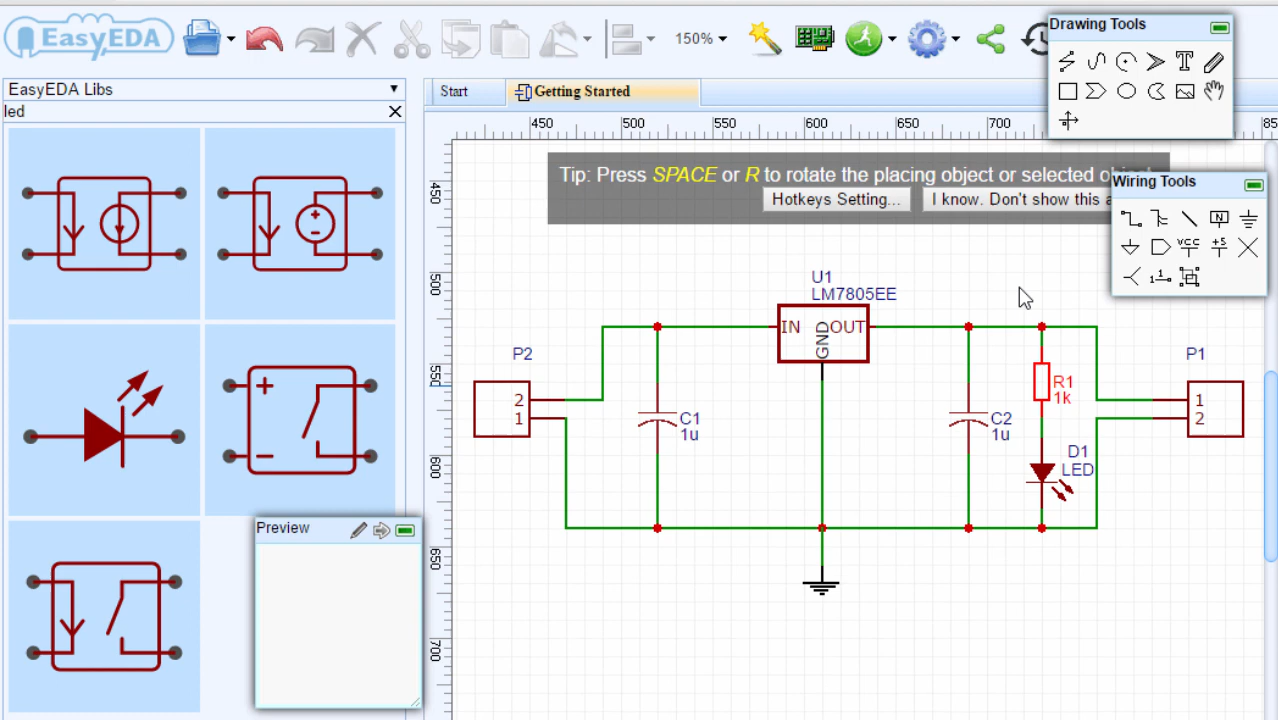 EasyEDA
150%
Drawing Tools
EasyEDA Libs
Start
Getting Started
led
450
500
550
600
650
700
85
450
500
550
600
650
700
Tip: Press SPACE or R to rotate the placing object or selected
Hotkeys Setting...
I know. Don't show this a
Wiring Tools
N
VCC
+5
1
U1
LM7805EE
IN
GND
OUT
P2
2
1
C1
1u
C2
1u
R1
1k
D1
LED
P1
1
2
Preview